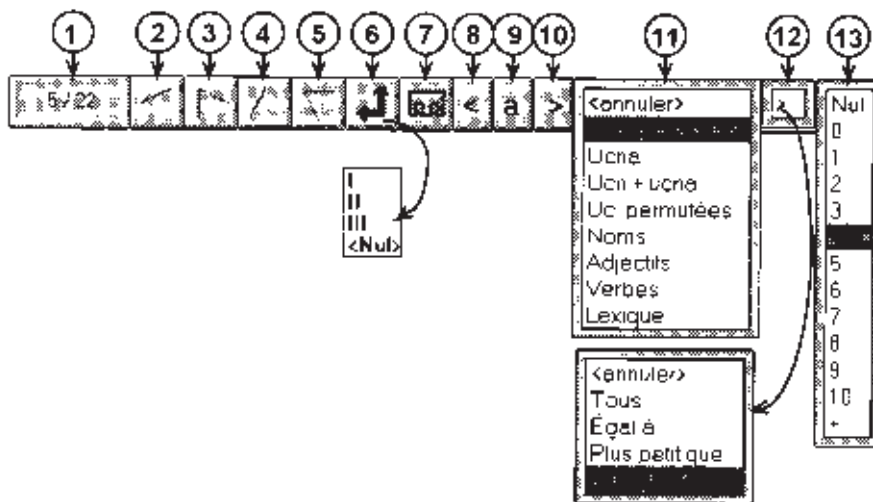 1 2 3 4 5 6 7 8 9 10 11 12 13
5/22 < a >
I
II
III
<Nul>
<annuler>
Ucna
Ucn + ucna
Uc permutées
Noms
Adjectifs
Verbes
Lexique
<annuler>
Tous
Égal à
Plus petit que
Nul
0
1
2
3
5
6
7
8
9
10
+